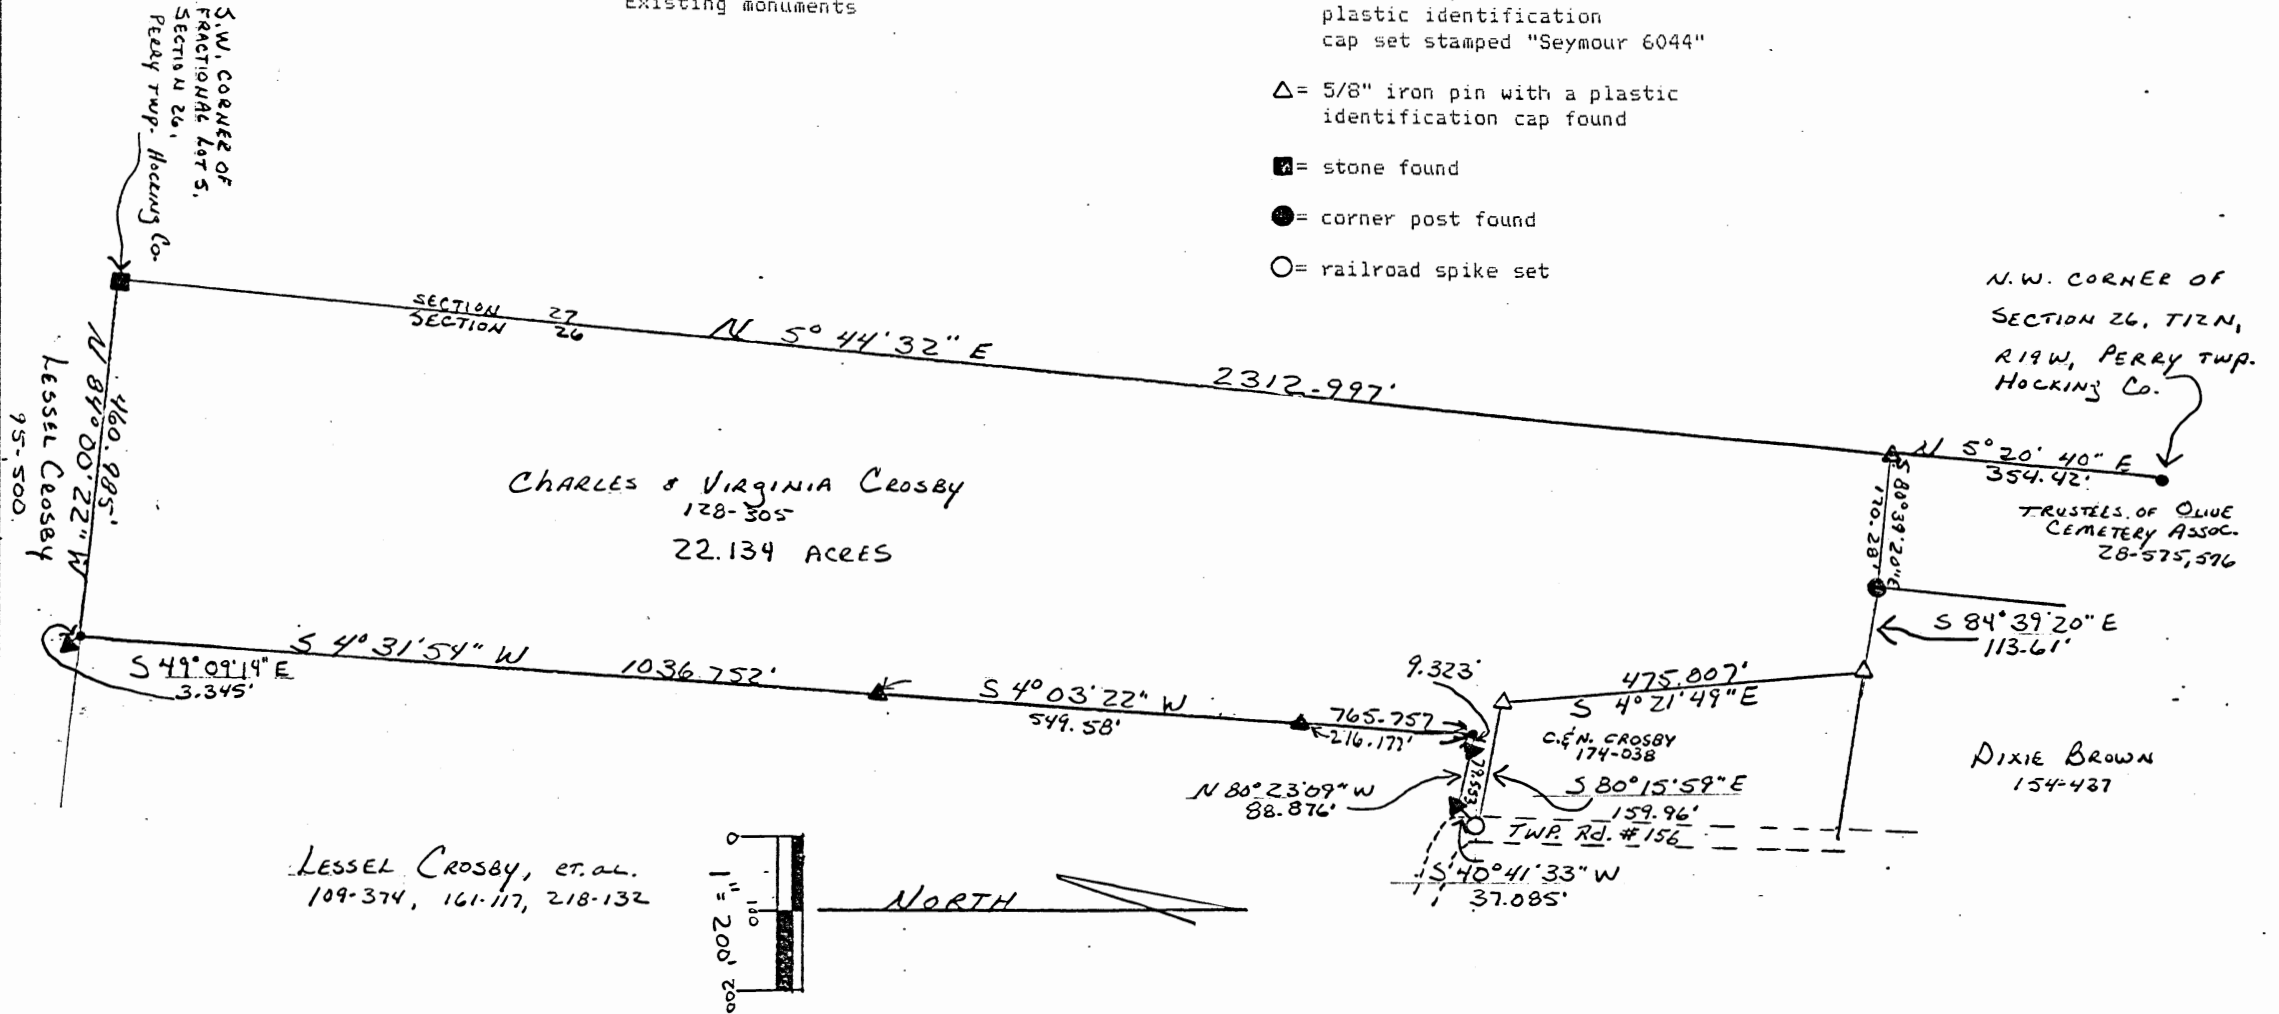 Existing monuments
plastic identification
cap set stamped "Seymour 6044"
△= 5/8" iron pin with a plastic
identification cap found
■= stone found
●= corner post found
○= railroad spike set
S.W. CORNER OF
FRACTIONAL LOT 5,
SECTION 26,
PERRY TWP. HOCKING CO.
N.W. CORNER OF
SECTION 26, T12N,
R19W, PERRY TWP.
HOCKING CO.
SECTION 27
SECTION 26
N 5° 44' 32" E
2312.997'
N 5° 20' 40" E
354.42'
TRUSTEES OF OLIVE
CEMETERY ASSOC.
28-575,576
S 80°39'20"E
170.28'
S 84°39'20" E
113.61'
460.985'
N 84°00'22" W
LESSEL CROSBY
95-500
CHARLES & VIRGINIA CROSBY
128-305
22.134 ACRES
S 4° 31' 54" W
1036.752'
S 49°09'14" E
3.345'
S 4° 03' 22" W
549.58'
765.757
216.177'
9.323'
475.807'
S 4°21'49"E
C.&N. CROSBY
174-038
79.553
N 80°23'09" W
88.876'
S 80°15'59" E
159.96'
TWP. Rd. #156
S 40°41'33" W
37.085'
DIXIE BROWN
154-437
LESSEL CROSBY, ET.AL.
109-374, 161-117, 218-132
0
100
200
1" = 200'
NORTH